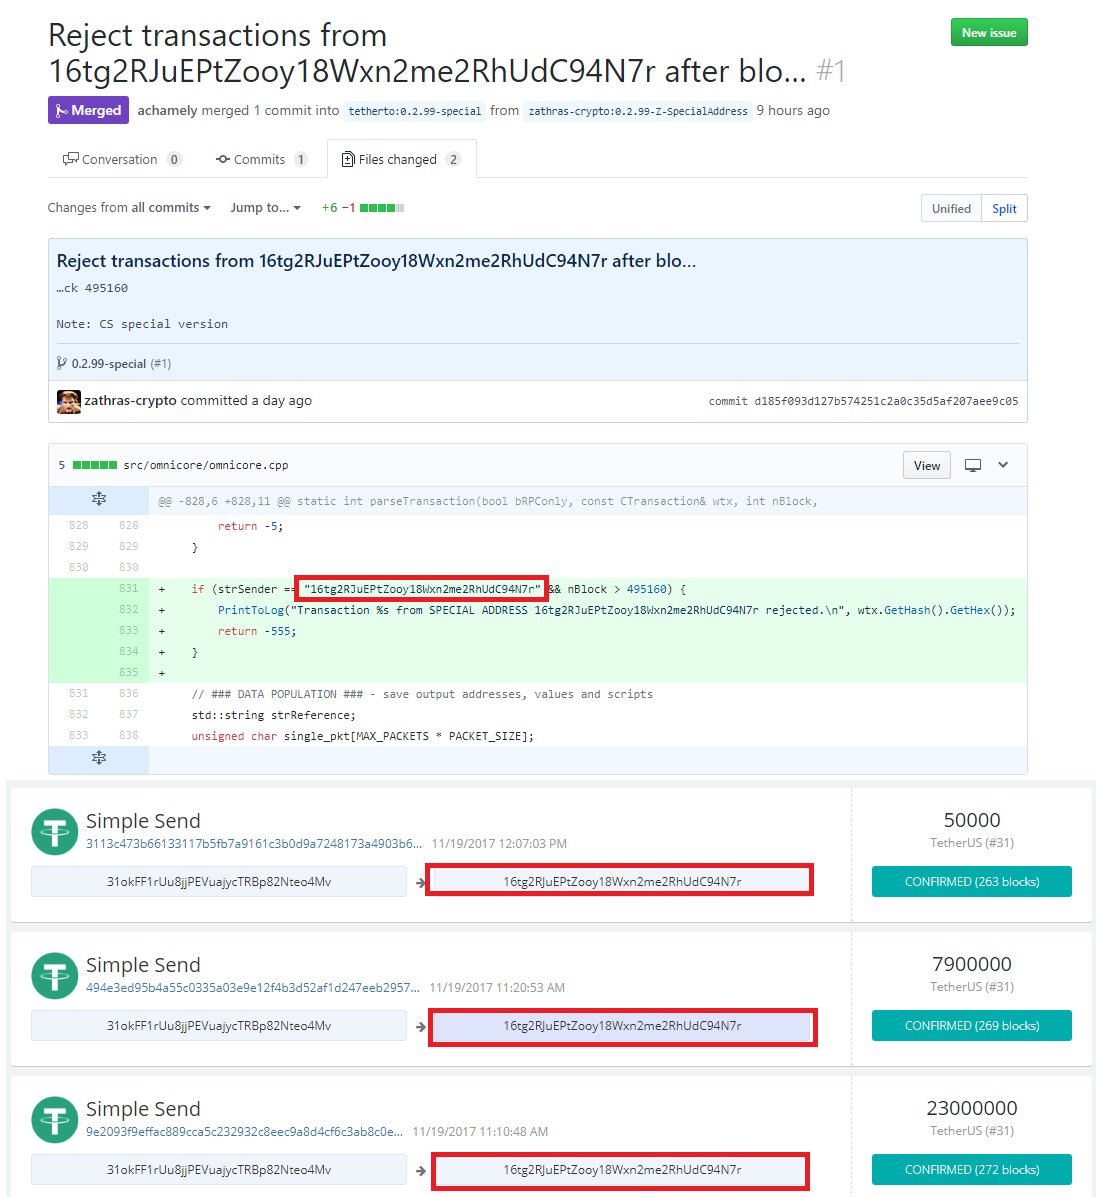 Reject transactions from
16tg2RJuEPtZooy18Wxn2me2RhUdC94N7r after blo... #1
New issue
Merged achamely merged 1 commit into tetherto:0.2.99-special from zathras-crypto:0.2.99-Z-SpecialAddress 9 hours ago
Conversation 0 Commits 1 Files changed 2
Changes from all commits Jump to... +6 −1 Unified Split
Reject transactions from 16tg2RJuEPtZooy18Wxn2me2RhUdC94N7r after blo...
…ck 495160
Note: CS special version
0.2.99-special (#1)
zathras-crypto committed a day ago commit d185f093d127b574251c2a0c35d5af207aee9c05
5 src/omnicore/omnicore.cpp View
@@ -828,6 +828,11 @@ static int parseTransaction(bool bRPConly, const CTransaction& wtx, int nBlock,
828 828 return -5;
829 829 }
830 830
831 + if (strSender == "16tg2RJuEPtZooy18Wxn2me2RhUdC94N7r" && nBlock > 495160) {
832 + PrintToLog("Transaction %s from SPECIAL ADDRESS 16tg2RJuEPtZooy18Wxn2me2RhUdC94N7r rejected.\n", wtx.GetHash().GetHex());
833 + return -555;
834 + }
835 +
831 836 // ### DATA POPULATION ### - save output addresses, values and scripts
832 837 std::string strReference;
833 838 unsigned char single_pkt[MAX_PACKETS * PACKET_SIZE];
Simple Send 50000
3113c473b66133117b5fb7a9161c3b0d9a7248173a4903b6... 11/19/2017 12:07:03 PM TetherUS (#31)
31okFF1rUu8jjPEVuajycTRBp82Nteo4Mv 16tg2RJuEPtZooy18Wxn2me2RhUdC94N7r CONFIRMED (263 blocks)
Simple Send 7900000
494e3ed95b4a55c0335a03e9e12f4b3d52af1d247eeb2957... 11/19/2017 11:20:53 AM TetherUS (#31)
31okFF1rUu8jjPEVuajycTRBp82Nteo4Mv 16tg2RJuEPtZooy18Wxn2me2RhUdC94N7r CONFIRMED (269 blocks)
Simple Send 23000000
9e2093f9effac889cca5c232932c8eec9a8d4cf6c3ab8c0e... 11/19/2017 11:10:48 AM TetherUS (#31)
31okFF1rUu8jjPEVuajycTRBp82Nteo4Mv 16tg2RJuEPtZooy18Wxn2me2RhUdC94N7r CONFIRMED (272 blocks)